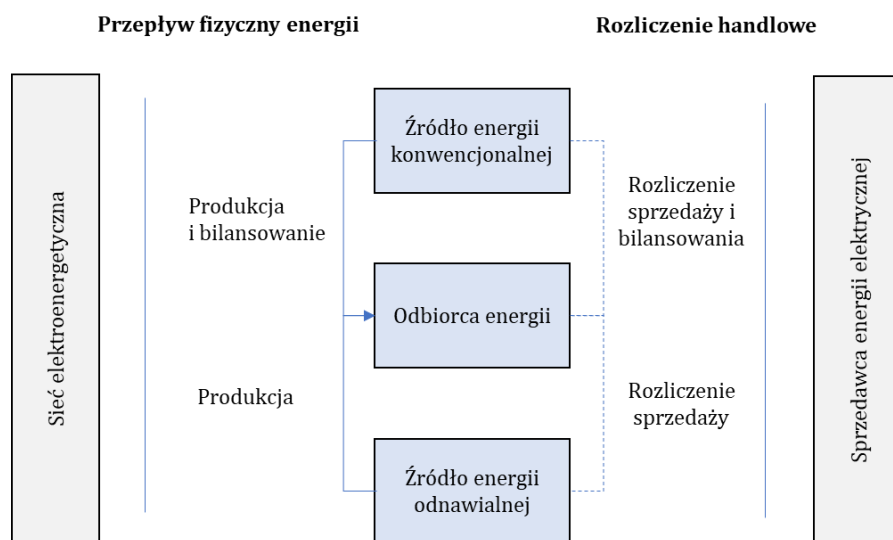 Przepływ fizyczny energii
Rozliczenie handlowe
Sieć elektroenergetyczna
Produkcja
i bilansowanie
Produkcja
Źródło energii
konwencjonalnej
Odbiorca energii
Źródło energii
odnawialnej
Rozliczenie
sprzedaży i
bilansowania
Rozliczenie
sprzedaży
Sprzedawca energii elektrycznej